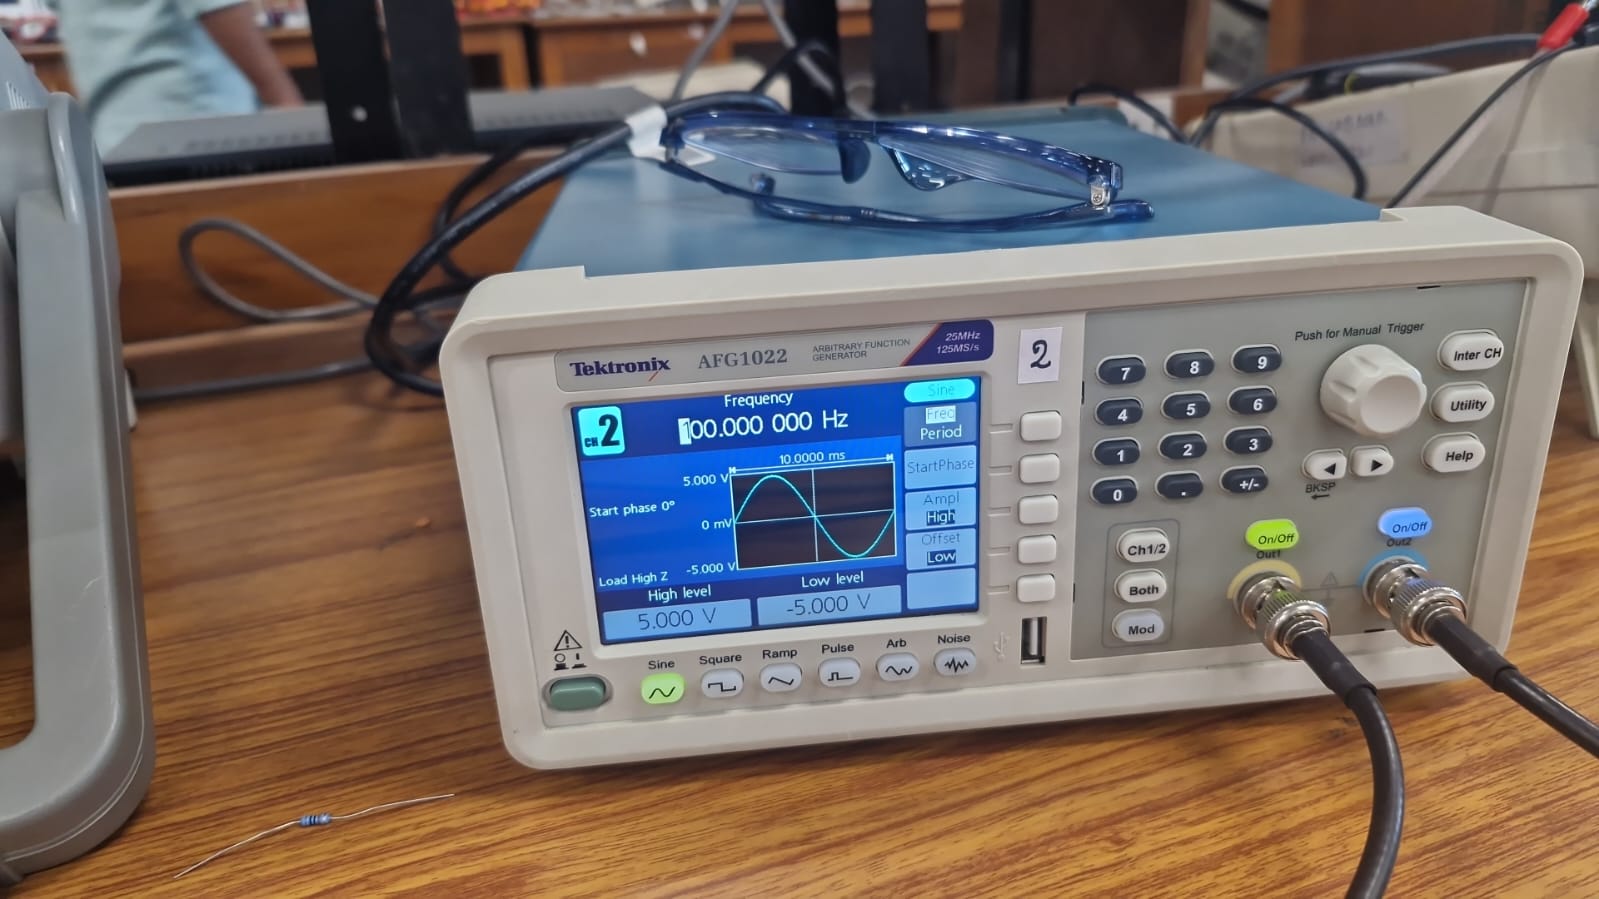 Tektronix AFG1022 ARBITRARY FUNCTION GENERATOR
25MHz
125MS/s
2
CH 2
Frequency
100.000 000 Hz
10.0000 ms
5.000 V
Start phase 0°
0 mV
Load High Z
-5.000 V
High level
Low level
5.000 V
-5.000 V
Sine
Freq
Period
StartPhase
Ampl
High
Offset
Low
Sine
Square
Ramp
Pulse
Arb
Noise
7 8 9
4 5 6
1 2 3
0 . +/-
Push for Manual Trigger
Inter CH
Utility
Help
BKSP
Ch1/2
Both
Mod
On/Off
Out1
On/Off
Out2